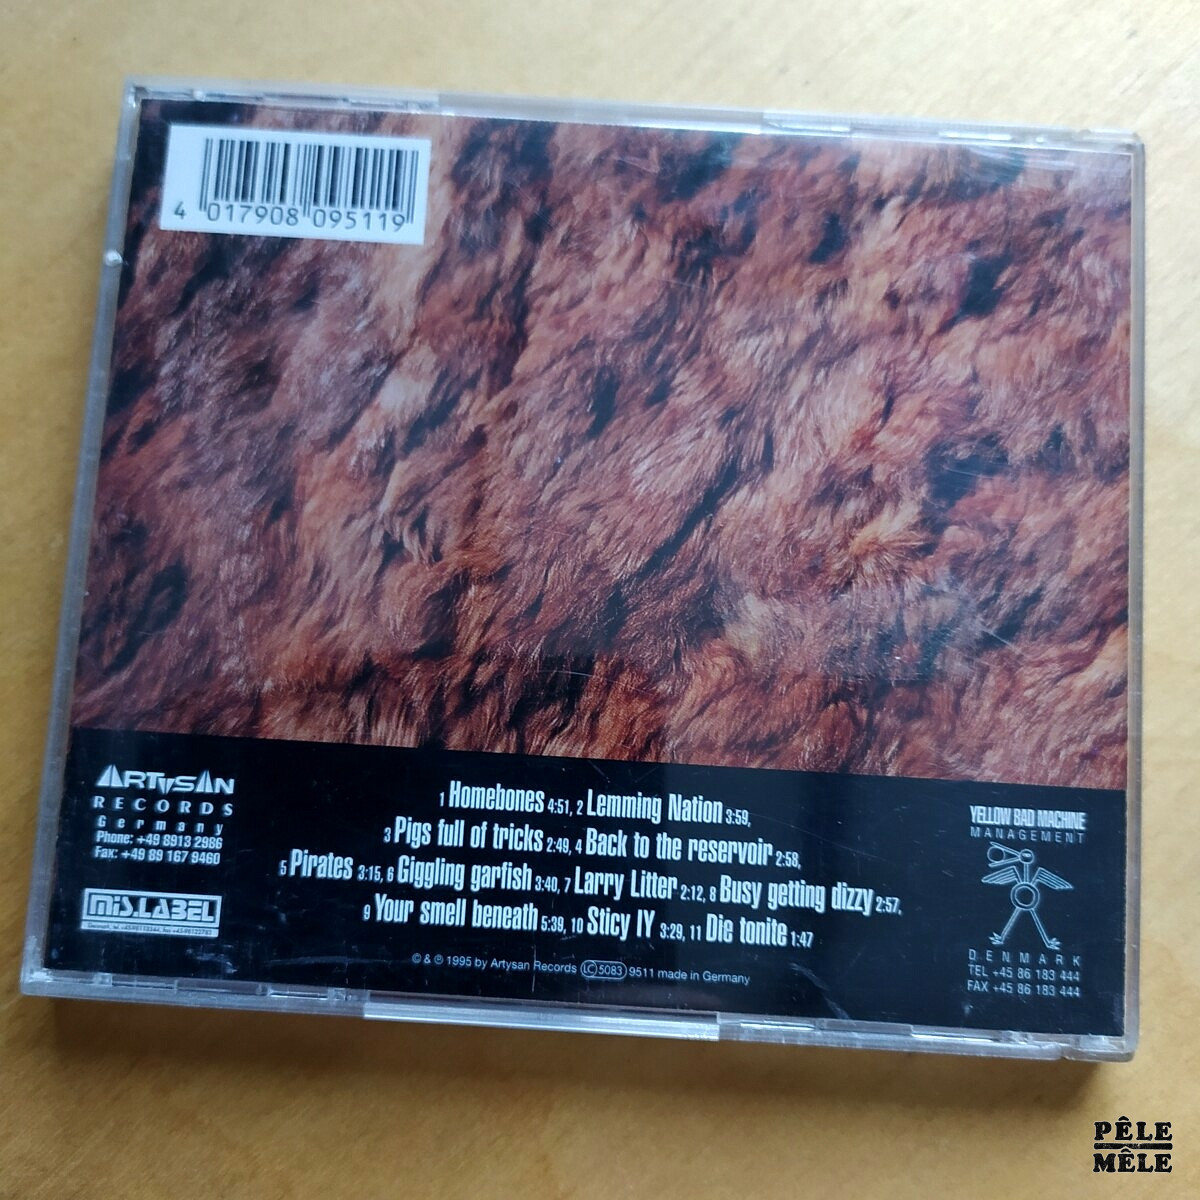 4 017908 095119
ARTYSAN
RECORDS
Germany
Phone: +49 8913 2986
Fax: +49 89 167 9460
MiS.LABEL
1 Homebones 4:51, 2 Lemming Nation 3:59,
3 Pigs full of tricks 2:49, 4 Back to the reservoir 2:58,
5 Pirates 3:15, 6 Giggling garfish 3:40, 7 Larry Litter 2:12, 8 Busy getting dizzy 2:57,
9 Your smell beneath 5:39, 10 Sticy IY 3:29, 11 Die tonite 1:47
© & ℗ 1995 by Artysan Records LC 5083 9511 made in Germany
YELLOW BAD MACHINE
MANAGEMENT
DENMARK
TEL +45 86 183 444
FAX +45 86 183 444
PÊLE
MÊLE